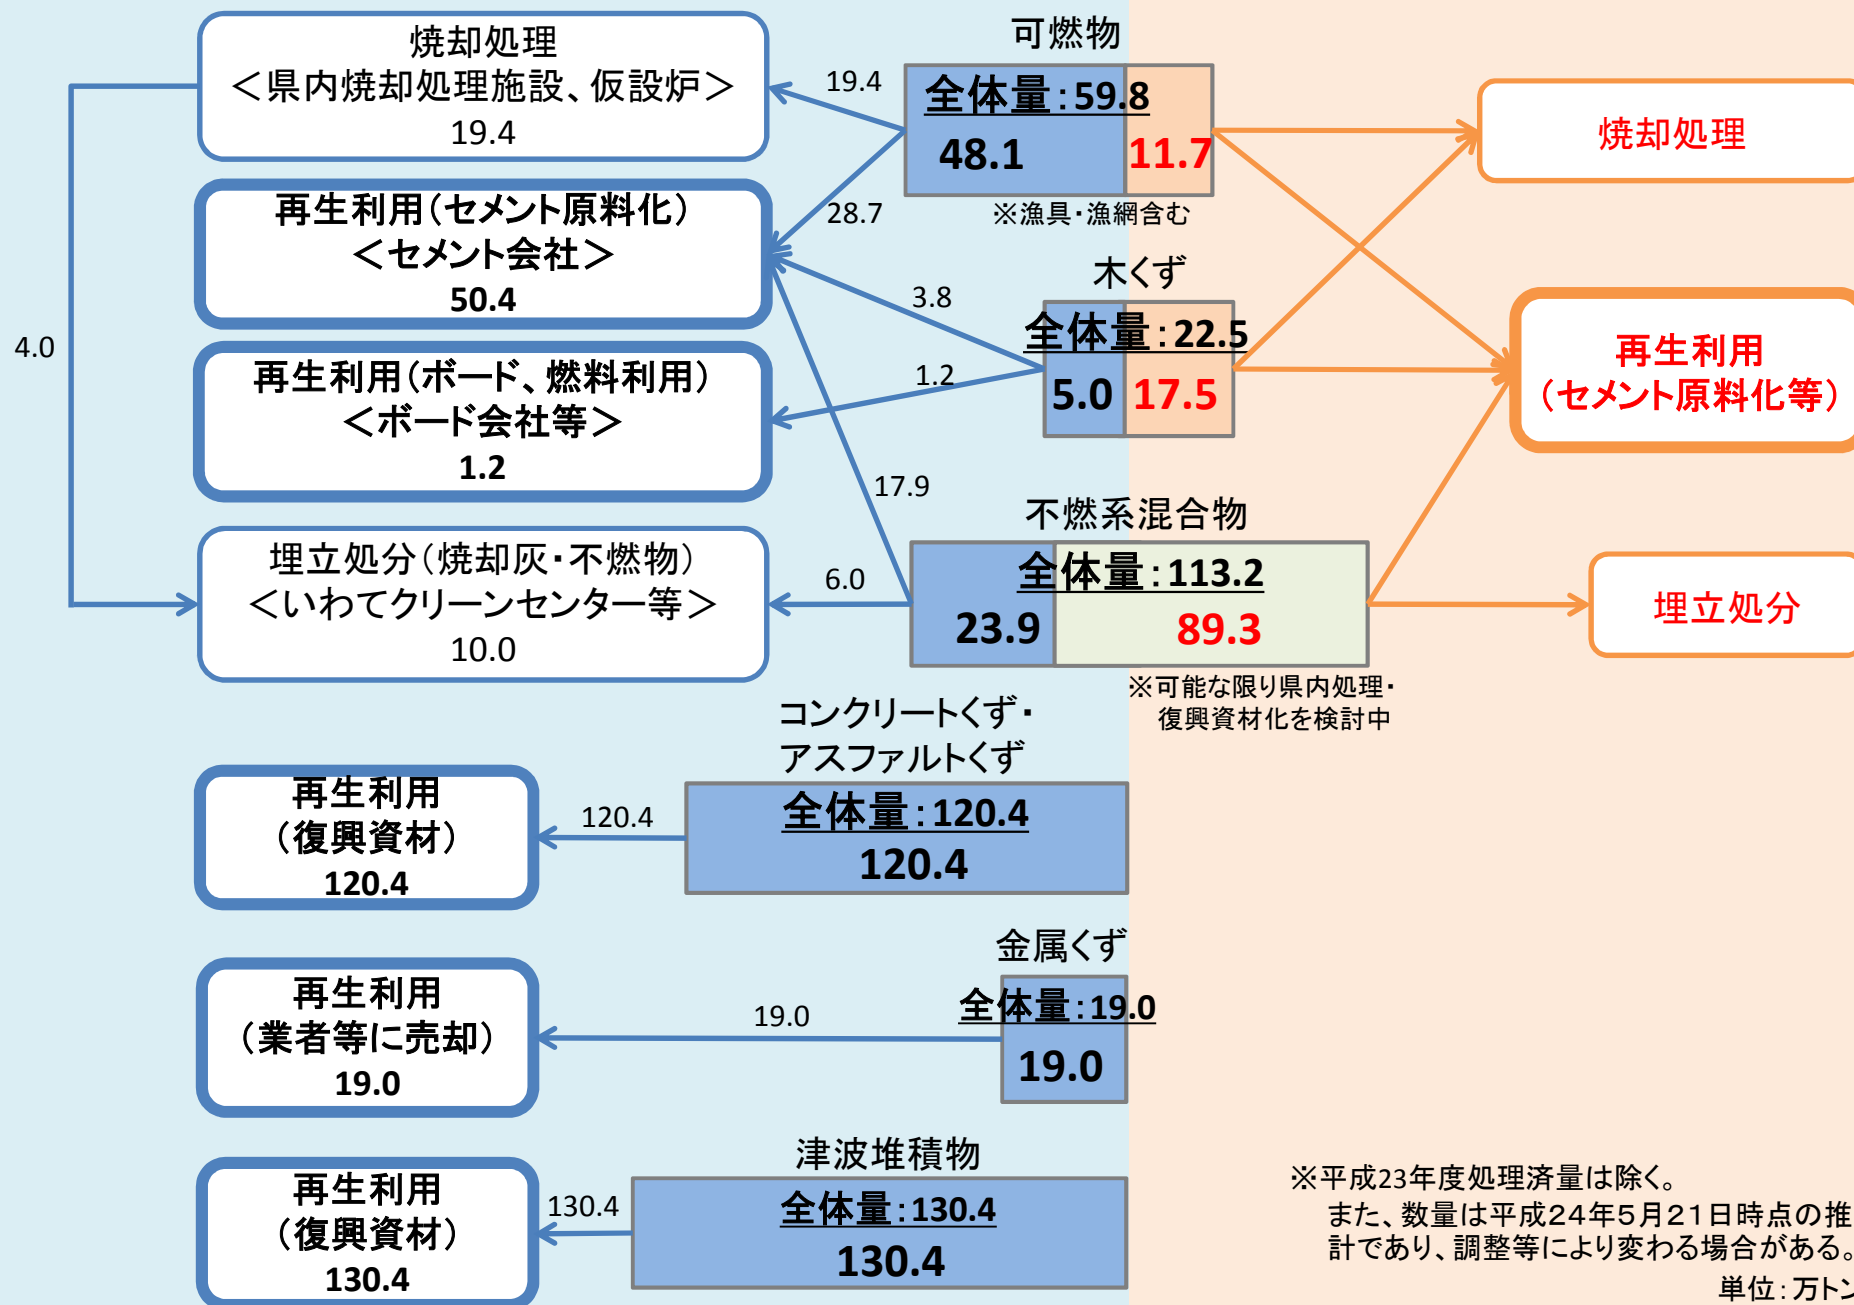 可燃物
焼却処理
＜県内焼却処理施設、仮設炉＞
19.4
19.4
全体量：59.8
48.1
11.7
※漁具・漁網含む
焼却処理
28.7
再生利用（セメント原料化）
＜セメント会社＞
50.4
木くず
3.8
全体量：22.5
5.0
17.5
1.2
再生利用
（セメント原料化等）
4.0
再生利用（ボード、燃料利用）
＜ボード会社等＞
1.2
17.9
不燃系混合物
全体量：113.2
23.9
89.3
6.0
※可能な限り県内処理・
復興資材化を検討中
埋立処分（焼却灰・不燃物）
＜いわてクリーンセンター等＞
10.0
埋立処分
コンクリートくず・
アスファルトくず
全体量：120.4
120.4
120.4
再生利用
（復興資材）
120.4
金属くず
全体量：19.0
19.0
19.0
再生利用
（業者等に売却）
19.0
津波堆積物
全体量：130.4
130.4
130.4
再生利用
（復興資材）
130.4
※平成23年度処理済量は除く。
また、数量は平成２４年５月２１日時点の推
計であり、調整等により変わる場合がある。
単位：万トン